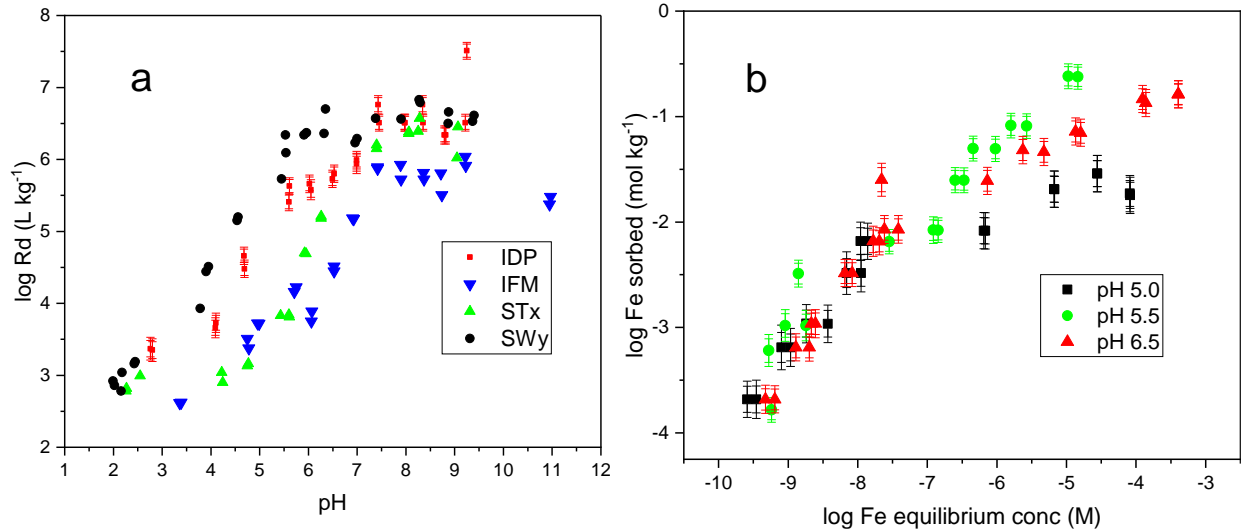 a
8
7
6
5
4
3
2
log Rd (L kg-1)
1 2 3 4 5 6 7 8 9 10 11 12
pH
IDP
IFM
STx
SWy
b
0
-1
-2
-3
-4
log Fe sorbed (mol kg-1)
-10 -9 -8 -7 -6 -5 -4 -3
log Fe equilibrium conc (M)
pH 5.0
pH 5.5
pH 6.5